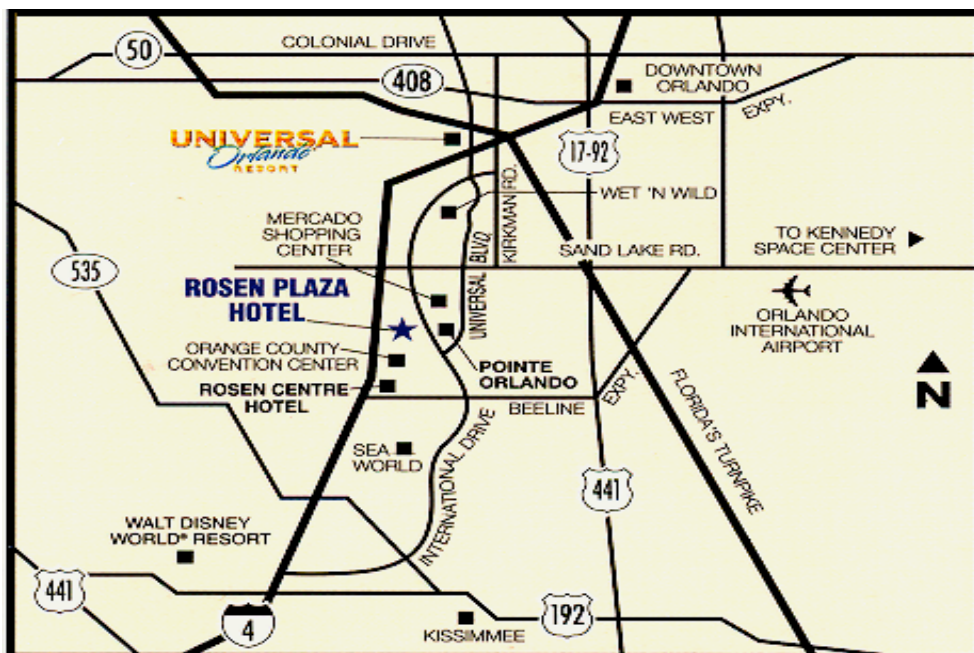 50
COLONIAL DRIVE
408
DOWNTOWN
ORLANDO
EAST WEST
EXPY.
UNIVERSAL
Orlando
RESORT
17-92
KIRKMAN RD.
WET 'N WILD
MERCADO
SHOPPING
CENTER
UNIVERSAL BLVD.
SAND LAKE RD.
TO KENNEDY
SPACE CENTER
535
ROSEN PLAZA
HOTEL
ORLANDO
INTERNATIONAL
AIRPORT
ORANGE COUNTY
CONVENTION CENTER
POINTE
ORLANDO
ROSEN CENTRE
HOTEL
BEELINE
EXPY.
FLORIDA'S TURNPIKE
N
SEA
WORLD
INTERNATIONAL DRIVE
441
WALT DISNEY
WORLD® RESORT
441
4
KISSIMMEE
192